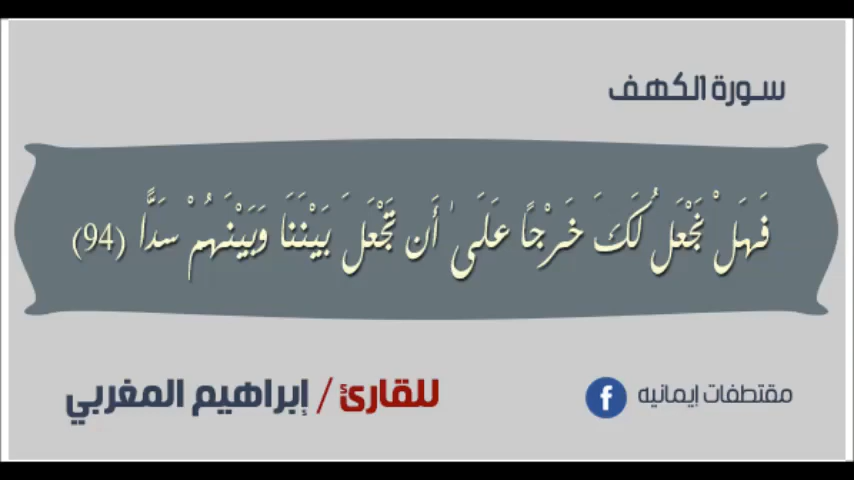 سورة الكهف
فَهَلْ نَجْعَلُ لَكَ خَرْجًا عَلَىٰ أَن تَجْعَلَ بَيْنَنَا وَبَيْنَهُمْ سَدًّا (94)
مقتطفات إيمانيه
للقارئ / إبراهيم المغربي